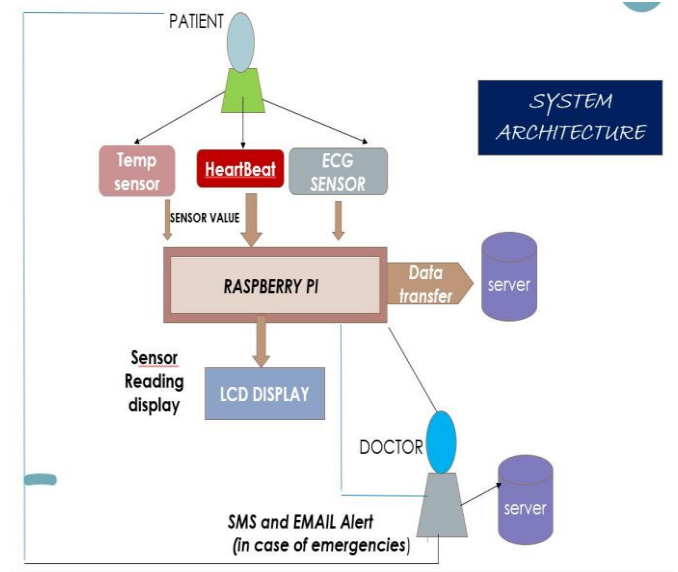 PATIENT
SYSTEM
ARCHITECTURE
Temp
sensor
HeartBeat
ECG
SENSOR
SENSOR VALUE
RASPBERRY PI
Data
transfer
server
Sensor
Reading
display
LCD DISPLAY
DOCTOR
server
SMS and EMAIL Alert
(in case of emergencies)